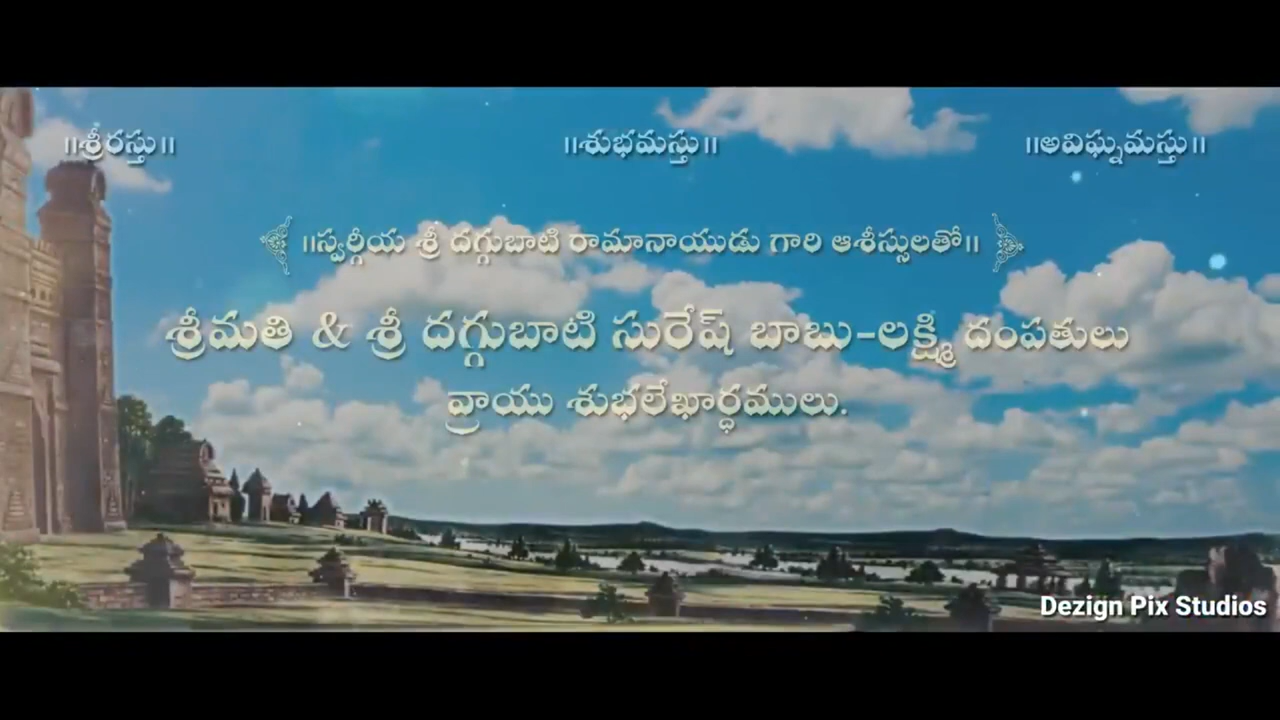 ॥శ్రీరస్తు॥ ॥శుభమస్తు॥ ॥అవిఘ్నమస్తు॥
॥స్వర్గీయ శ్రీ దగ్గుబాటి రామానాయుడు గారి ఆశీస్సులతో॥
శ్రీమతి & శ్రీ దగ్గుబాటి సురేష్ బాబు-లక్ష్మి దంపతులు
వ్రాయు శుభలేఖార్ధములు.
Dezign Pix Studios